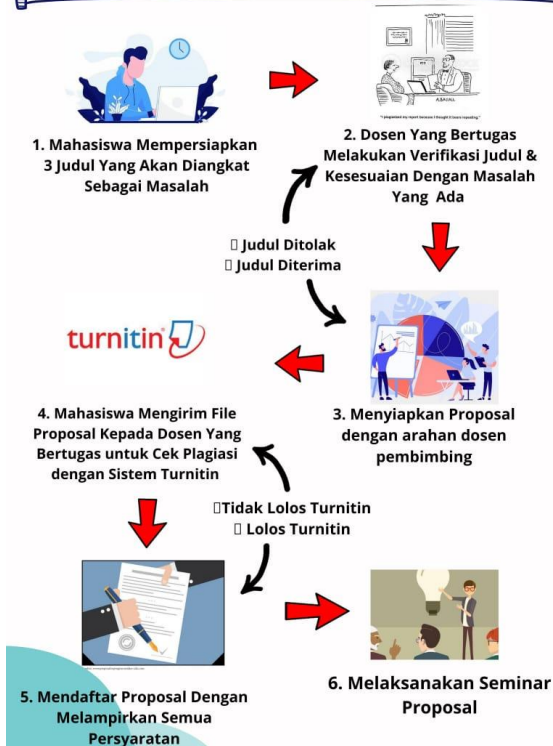 1. Mahasiswa Mempersiapkan
3 Judul Yang Akan Diangkat
Sebagai Masalah
2. Dosen Yang Bertugas
Melakukan Verifikasi Judul &
Kesesuaian Dengan Masalah
Yang Ada
▯ Judul Ditolak
▯ Judul Diterima
3. Menyiapkan Proposal
dengan arahan dosen
pembimbing
turnitin
4. Mahasiswa Mengirim File
Proposal Kepada Dosen Yang
Bertugas untuk Cek Plagiasi
dengan Sistem Turnitin
▯Tidak Lolos Turnitin
▯ Lolos Turnitin
5. Mendaftar Proposal Dengan
Melampirkan Semua
Persyaratan
6. Melaksanakan Seminar
Proposal